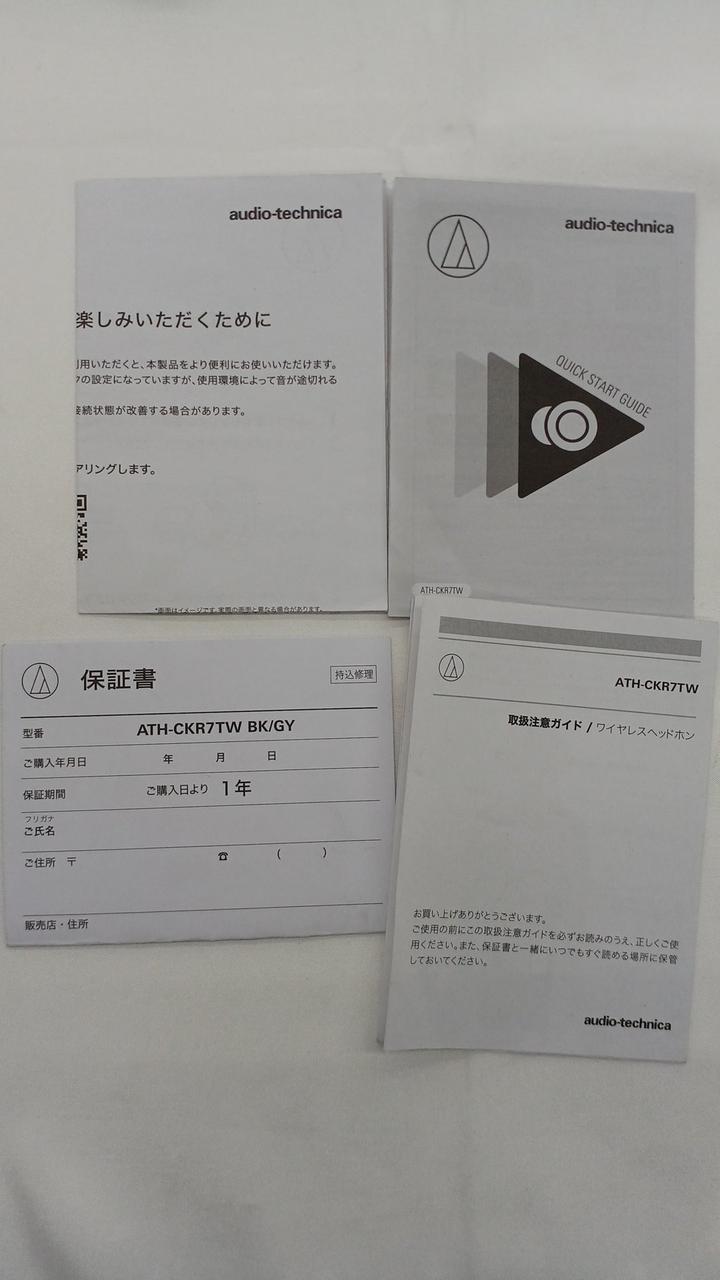 audio-technica
楽しみいただくために
用いただくと、本製品をより便利にお使いいただけます。
の設定になっていますが、使用環境によって音が途切れる
接続状態が改善する場合があります。
アリングします。
*画面はイメージです。実際の画面と異なる場合があります。
audio-technica
QUICK START GUIDE
ATH-CKR7TW
保証書
持込修理
型番 ATH-CKR7TW BK/GY
ご購入年月日 年 月 日
保証期間 ご購入日より 1年
フリガナ
ご氏名
ご住所 〒 ☎ ( )
販売店・住所
ATH-CKR7TW
取扱注意ガイド / ワイヤレスヘッドホン
お買い上げありがとうございます。
ご使用の前にこの取扱注意ガイドを必ずお読みのうえ、正しくご使
用ください。また、保証書と一緒にいつでもすぐ読める場所に保管
しておいてください。
audio-technica